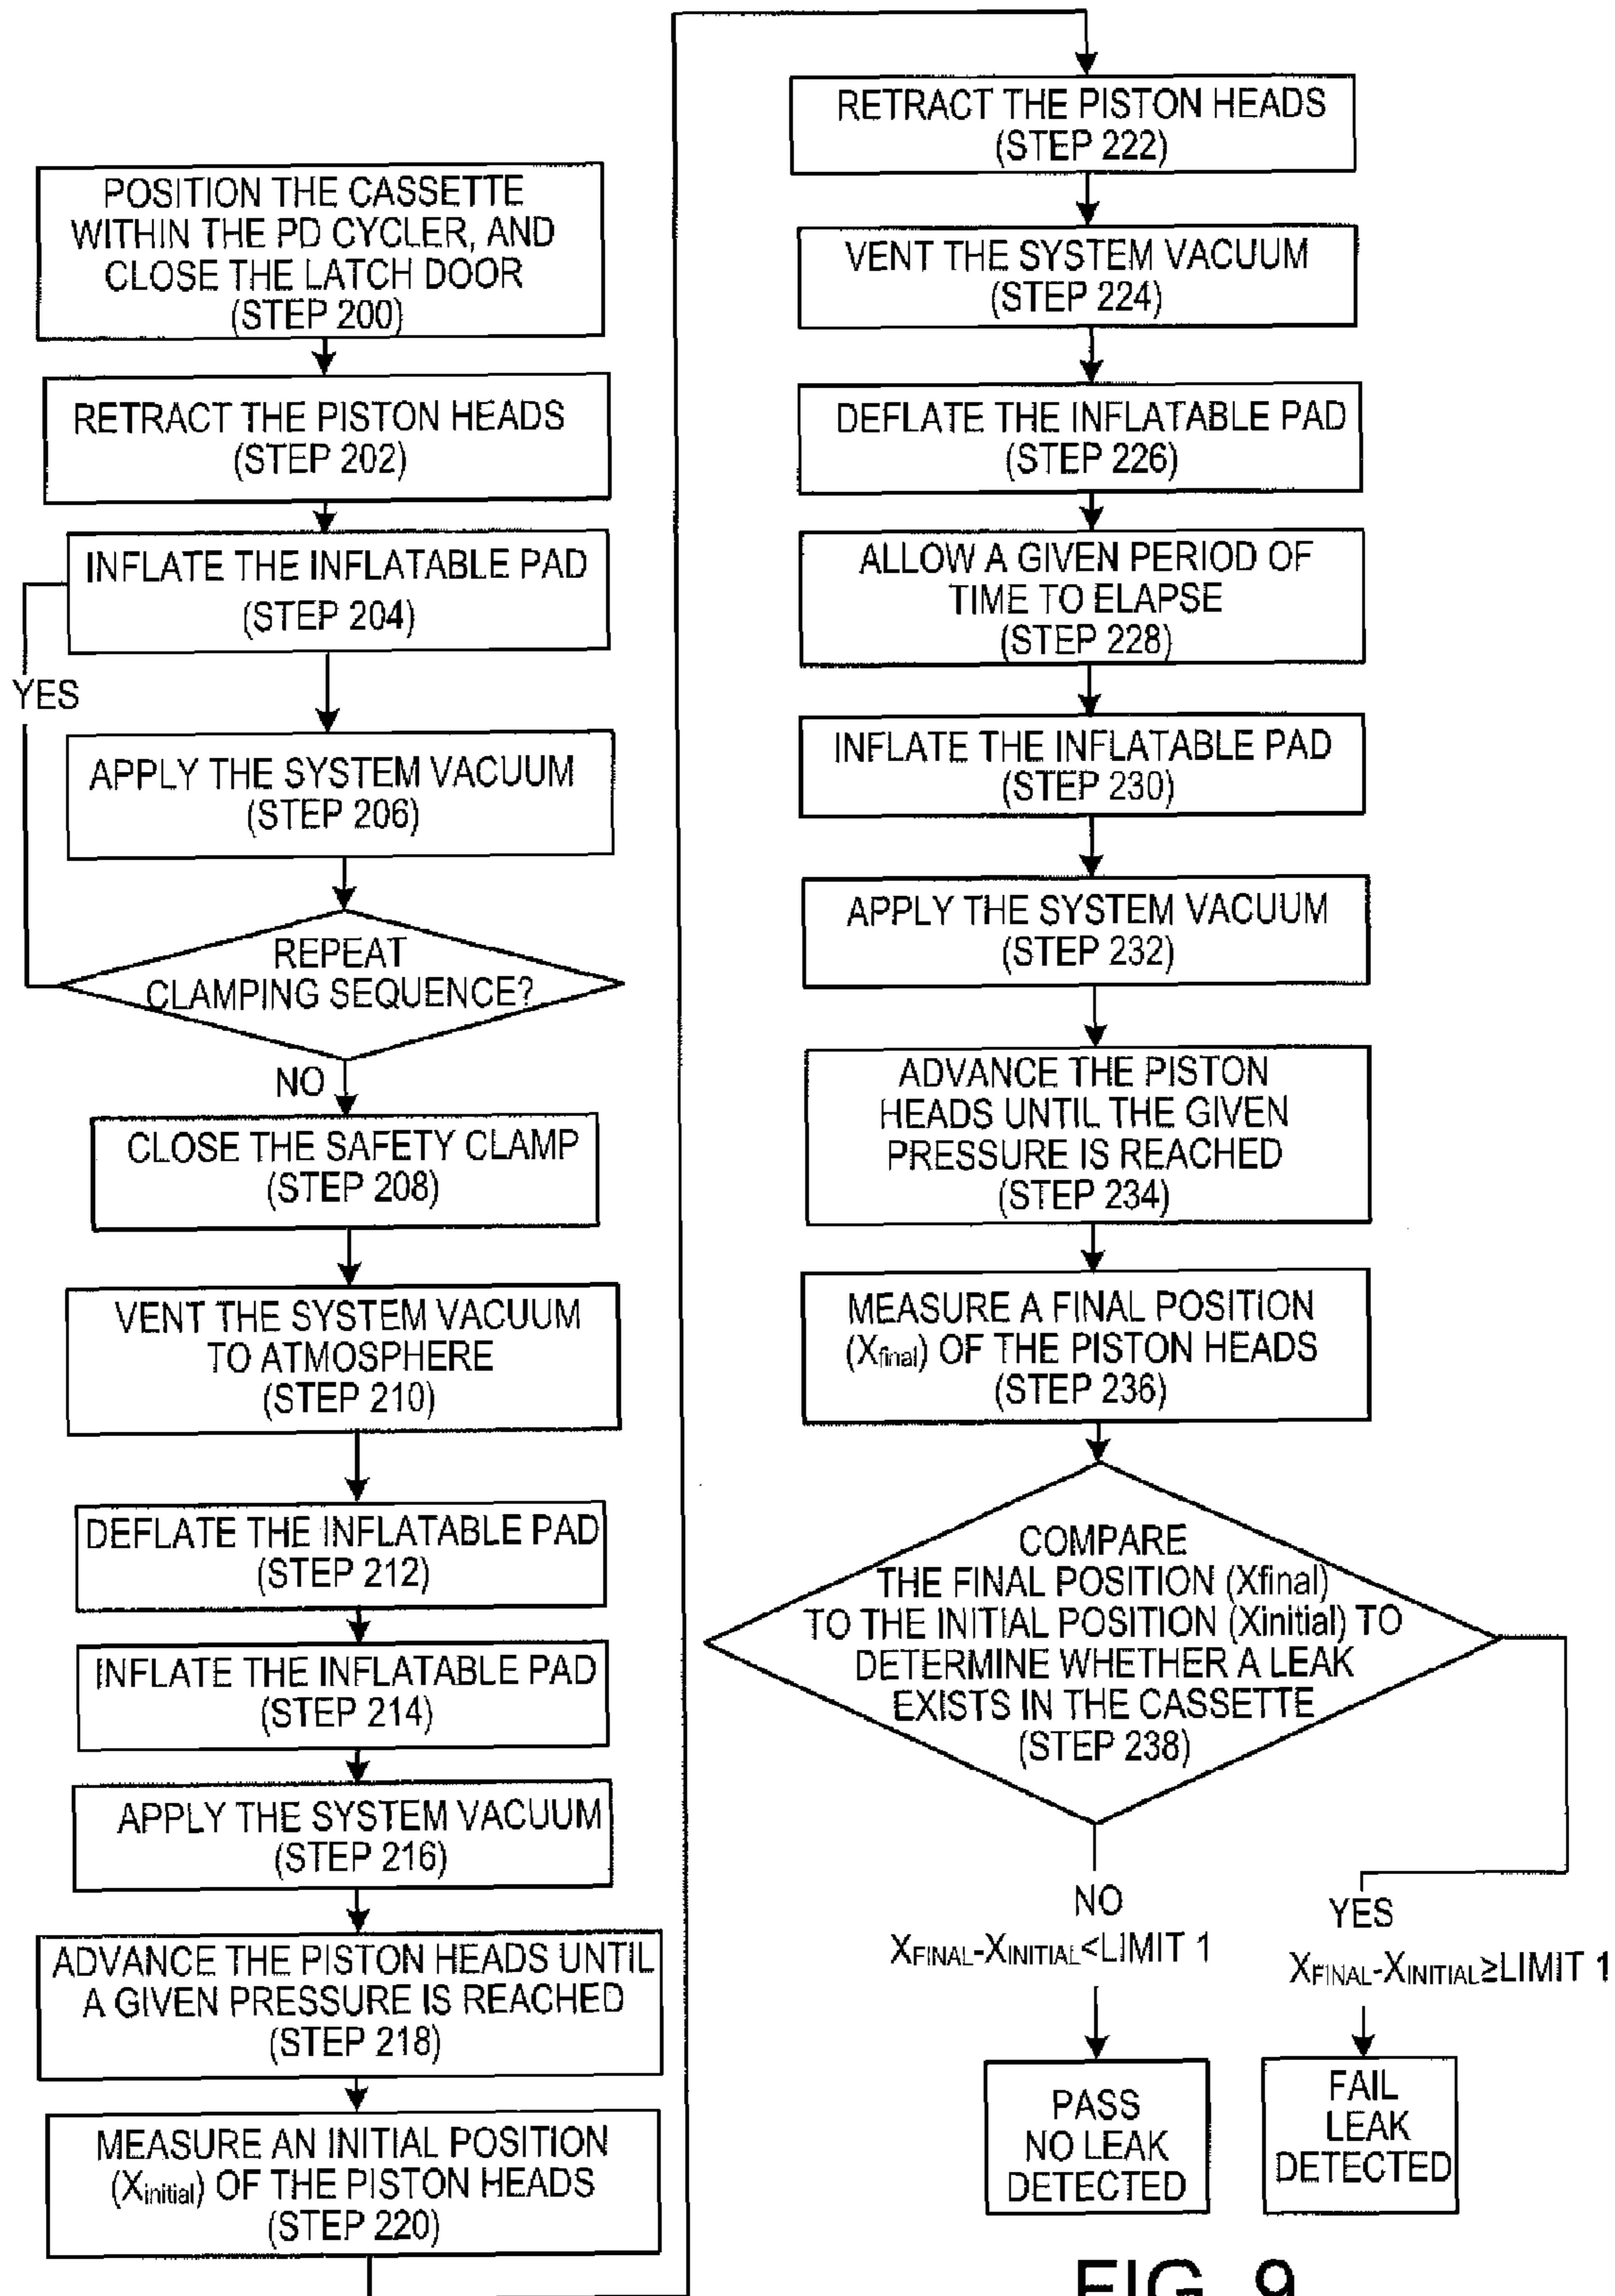 POSITION THE CASSETTE
WITHIN THE PD CYCLER, AND
CLOSE THE LATCH DOOR
(STEP 200)
RETRACT THE PISTON HEADS
(STEP 202)
INFLATE THE INFLATABLE PAD
(STEP 204)
YES
APPLY THE SYSTEM VACUUM
(STEP 206)
REPEAT
CLAMPING SEQUENCE?
NO
CLOSE THE SAFETY CLAMP
(STEP 208)
VENT THE SYSTEM VACUUM
TO ATMOSPHERE
(STEP 210)
DEFLATE THE INFLATABLE PAD
(STEP 212)
INFLATE THE INFLATABLE PAD
(STEP 214)
APPLY THE SYSTEM VACUUM
(STEP 216)
ADVANCE THE PISTON HEADS UNTIL
A GIVEN PRESSURE IS REACHED
(STEP 218)
MEASURE AN INITIAL POSITION
(Xinitial) OF THE PISTON HEADS
(STEP 220)
RETRACT THE PISTON HEADS
(STEP 222)
VENT THE SYSTEM VACUUM
(STEP 224)
DEFLATE THE INFLATABLE PAD
(STEP 226)
ALLOW A GIVEN PERIOD OF
TIME TO ELAPSE
(STEP 228)
INFLATE THE INFLATABLE PAD
(STEP 230)
APPLY THE SYSTEM VACUUM
(STEP 232)
ADVANCE THE PISTON
HEADS UNTIL THE GIVEN
PRESSURE IS REACHED
(STEP 234)
MEASURE A FINAL POSITION
(Xfinal) OF THE PISTON HEADS
(STEP 236)
COMPARE
THE FINAL POSITION (Xfinal)
TO THE INITIAL POSITION (Xinitial) TO
DETERMINE WHETHER A LEAK
EXISTS IN THE CASSETTE
(STEP 238)
NO
XFINAL-XINITIAL<LIMIT 1
YES
XFINAL-XINITIAL≥LIMIT 1
PASS
NO LEAK
DETECTED
FAIL
LEAK
DETECTED
FIG. 9